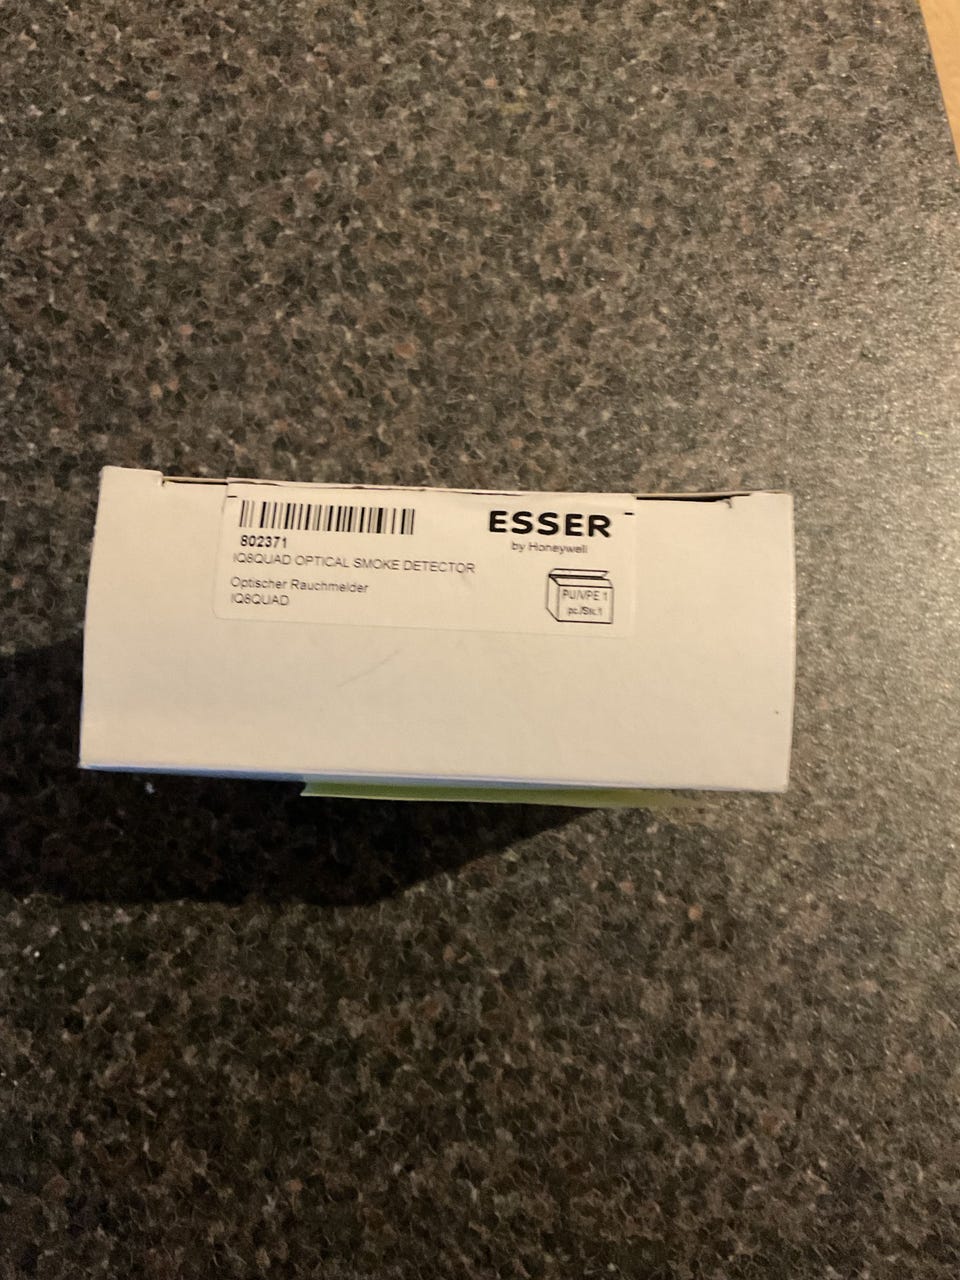 802371
IQ8QUAD OPTICAL SMOKE DETECTOR
Optischer Rauchmelder
IQ8QUAD
ESSER
by Honeywell
PU/VPE 1
pc./Stk.1